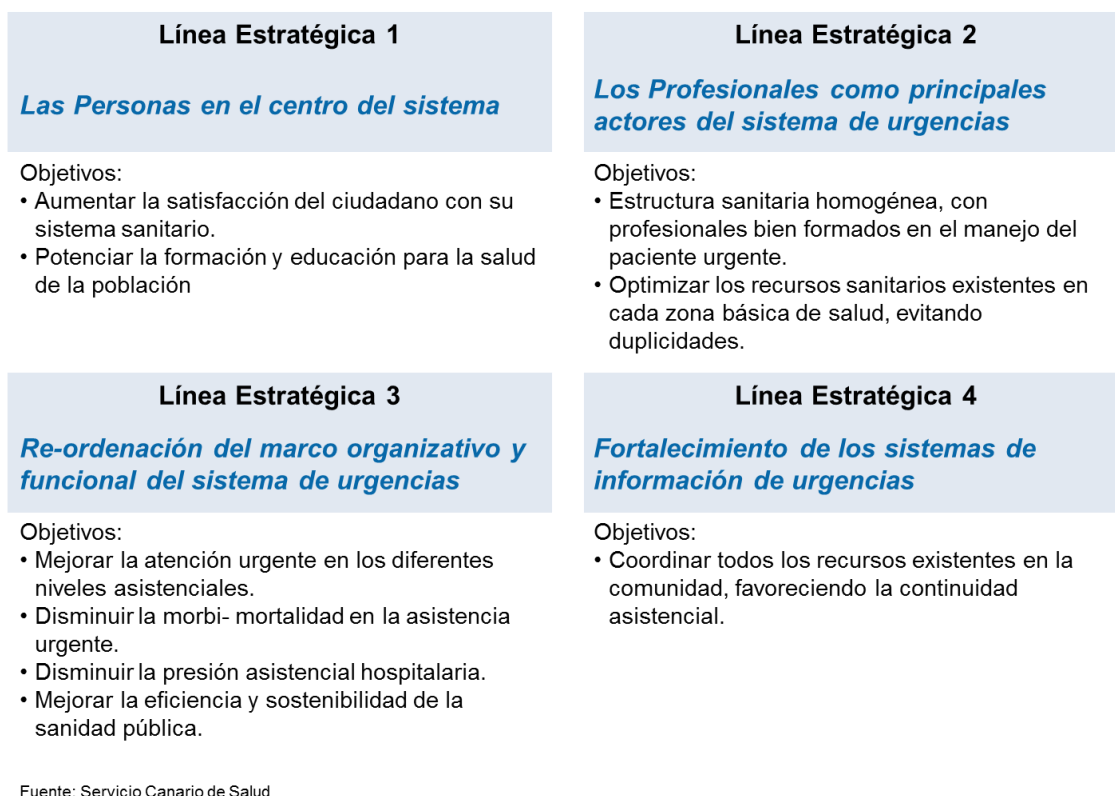 Línea Estratégica 1
Las Personas en el centro del sistema
Objetivos:
• Aumentar la satisfacción del ciudadano con su
sistema sanitario.
• Potenciar la formación y educación para la salud
de la población
Línea Estratégica 2
Los Profesionales como principales
actores del sistema de urgencias
Objetivos:
• Estructura sanitaria homogénea, con
profesionales bien formados en el manejo del
paciente urgente.
• Optimizar los recursos sanitarios existentes en
cada zona básica de salud, evitando
duplicidades.
Línea Estratégica 3
Re-ordenación del marco organizativo y
funcional del sistema de urgencias
Objetivos:
• Mejorar la atención urgente en los diferentes
niveles asistenciales.
• Disminuir la morbi- mortalidad en la asistencia
urgente.
• Disminuir la presión asistencial hospitalaria.
• Mejorar la eficiencia y sostenibilidad de la
sanidad pública.
Línea Estratégica 4
Fortalecimiento de los sistemas de
información de urgencias
Objetivos:
• Coordinar todos los recursos existentes en la
comunidad, favoreciendo la continuidad
asistencial.
Fuente: Servicio Canario de Salud